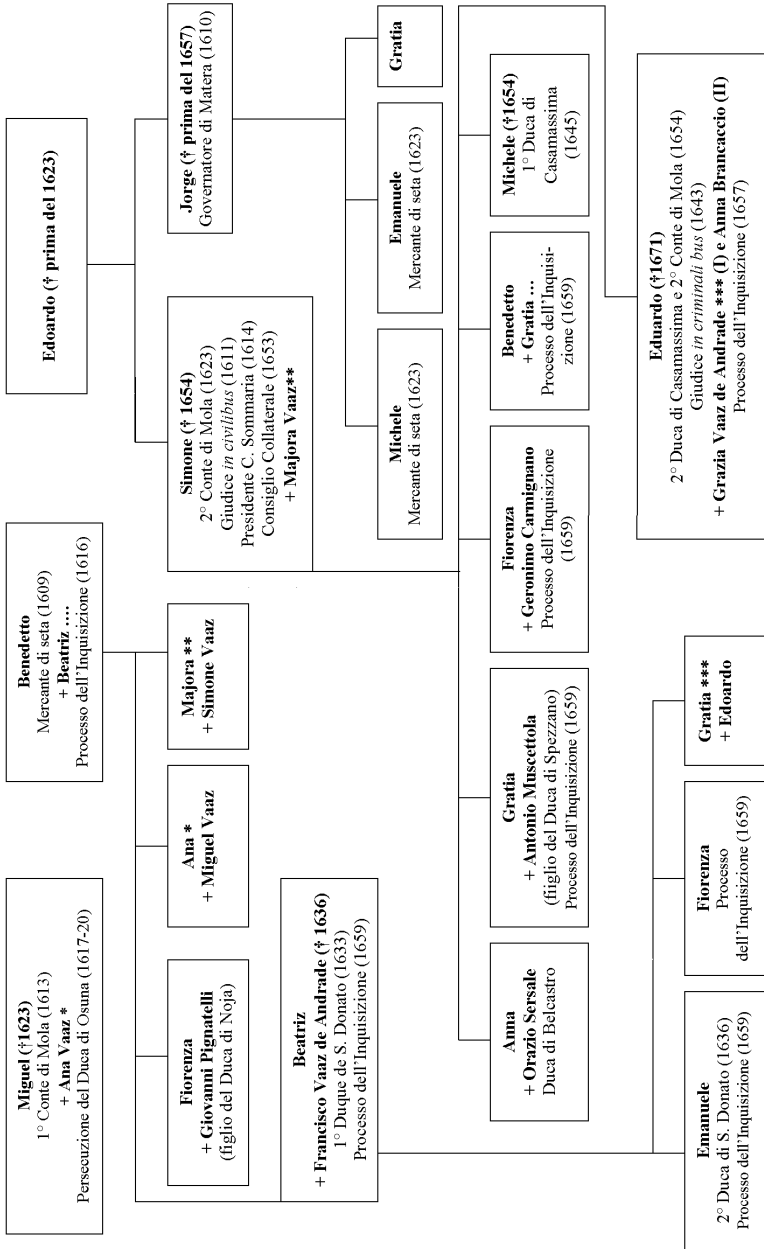 Miguel (†1623)
1° Conte di Mola (1613)
+ Ana Vaaz *
Persecuzione del Duca di Osuna (1617-20)
Benedetto
Mercante di seta (1609)
+ Beatriz ....
Processo dell'Inquisizione (1616)
Edoardo († prima del 1623)
Fiorenza
+ Giovanni Pignatelli
(figlio del Duca di Noja)
Ana *
+ Miguel Vaaz
Majora **
+ Simone Vaaz
Simone († 1654)
2° Conte di Mola (1623)
Giudice in civilibus (1611)
Presidente C. Sommaria (1614)
Consiglio Collaterale (1653)
+ Majora Vaaz**
Jorge († prima del 1657)
Governatore di Matera (1610)
Beatriz
+ Francisco Vaaz de Andrade († 1636)
1° Duque de S. Donato (1633)
Processo dell'Inquisizione (1659)
Michele
Mercante di seta (1623)
Emanuele
Mercante di seta (1623)
Gratia
Anna
+ Orazio Sersale
Duca di Belcastro
Gratia
+ Antonio Muscettola
(fiiglio del Duca di Spezzano)
Processo dell'Inquisizione (1659)
Fiorenza
+ Geronimo Carmignano
Processo dell'Inquisizione
(1659)
Benedetto
+ Gratia ...
Processo dell'Inquisi-
zione (1659)
Michele (†1654)
1° Duca di
Casamassima
(1645)
Emanuele
2° Duca di S. Donato (1636)
Processo dell'Inquisizione (1659)
Fiorenza
Processo
dell'Inquisizione (1659)
Gratia ***
+ Edoardo
Eduardo (†1671)
2° Duca di Casamassima e 2° Conte di Mola (1654)
Giudice in criminali bus (1643)
+ Grazia Vaaz de Andrade *** (I) e Anna Brancaccio (II)
Processo dell'Inquisizione (1657)